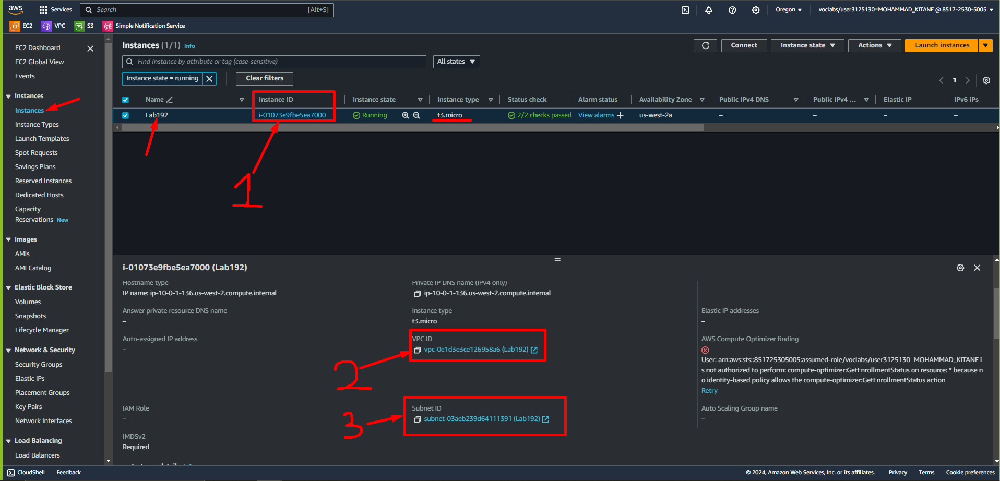 aws
Services
Search
[Alt+S]
Oregon
voclabs/user3125130=MOHAMMAD_KITANE @ 8517-2530-5005
EC2
VPC
S3
Simple Notification Service
EC2 Dashboard
EC2 Global View
Events
Instances
Instances
Instance Types
Launch Templates
Spot Requests
Savings Plans
Reserved Instances
Dedicated Hosts
Capacity
Reservations New
Images
AMIs
AMI Catalog
Elastic Block Store
Volumes
Snapshots
Lifecycle Manager
Network & Security
Security Groups
Elastic IPs
Placement Groups
Key Pairs
Network Interfaces
Load Balancing
Load Balancers
Instances (1/1) Info
Connect
Instance state
Actions
Launch instances
Find Instance by attribute or tag (case-sensitive)
All states
Instance state = running
Clear filters
1
Name
Instance ID
Instance state
Instance type
Status check
Alarm status
Availability Zone
Public IPv4 DNS
Public IPv4 ...
Elastic IP
IPv6 IPs
Lab192
i-01073e9fbe5ea7000
Running
t3.micro
2/2 checks passed
View alarms +
us-west-2a
–
–
–
–
1
i-01073e9fbe5ea7000 (Lab192)
Hostname type
IP name: ip-10-0-1-136.us-west-2.compute.internal
Private IP DNS name (IPv4 only)
ip-10-0-1-136.us-west-2.compute.internal
Answer private resource DNS name
–
Instance type
t3.micro
Elastic IP addresses
–
Auto-assigned IP address
–
VPC ID
vpc-0e1d3e3ce126958a6 (Lab192)
2
AWS Compute Optimizer finding
User: arn:aws:sts::851725305005:assumed-role/voclabs/user3125130=MOHAMMAD_KITANE i
s not authorized to perform: compute-optimizer:GetEnrollmentStatus on resource: * because n
o identity-based policy allows the compute-optimizer:GetEnrollmentStatus action
Retry
IAM Role
–
Subnet ID
subnet-03aeb239d64111391 (Lab192)
3
Auto Scaling Group name
–
IMDSv2
Required
Instance details Info
CloudShell
Feedback
© 2024, Amazon Web Services, Inc. or its affiliates.
Privacy
Terms
Cookie preferences